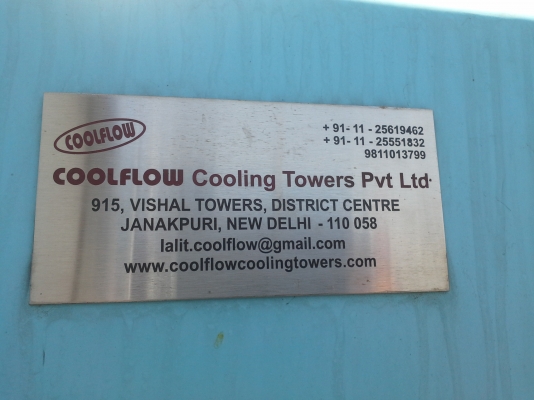 COOLFLOW
+ 91- 11 - 25619462
+ 91- 11 - 25551832
9811013799
COOLFLOW Cooling Towers Pvt Ltd.
915, VISHAL TOWERS, DISTRICT CENTRE
JANAKPURI, NEW DELHI - 110 058
lalit.coolflow@gmail.com
www.coolflowcoolingtowers.com